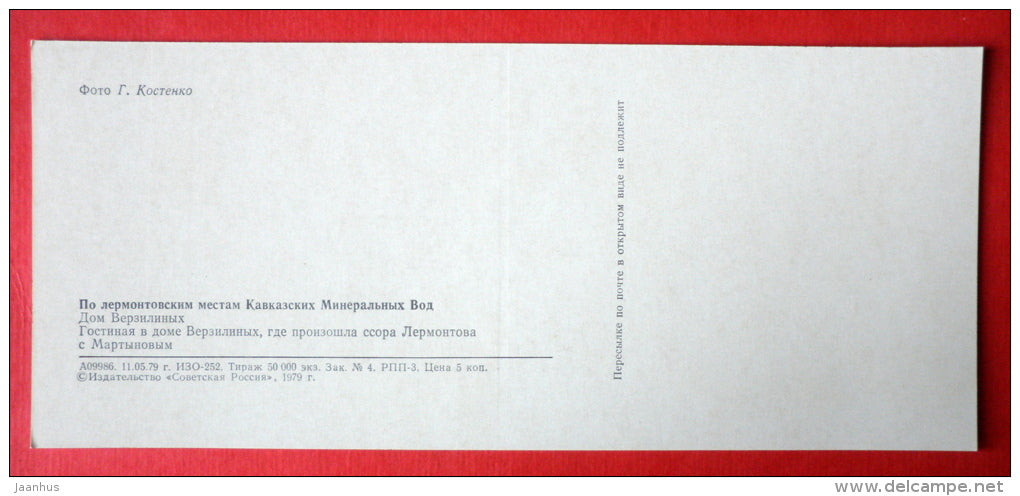 Фото Г. Костенко
По лермонтовским местам Кавказских Минеральных Вод
Дом Верзилиных
Гостиная в доме Верзилиных, где произошла ссора Лермонтова
с Мартыновым
А09986. 11.05.79 г. ИЗО-252. Тираж 50 000 экз. Зак. № 4. РПП-3. Цена 5 коп.
©Издательство «Советская Россия», 1979 г.
Пересылке по почте в открытом виде не подлежит
jaanhus
delcampe.net